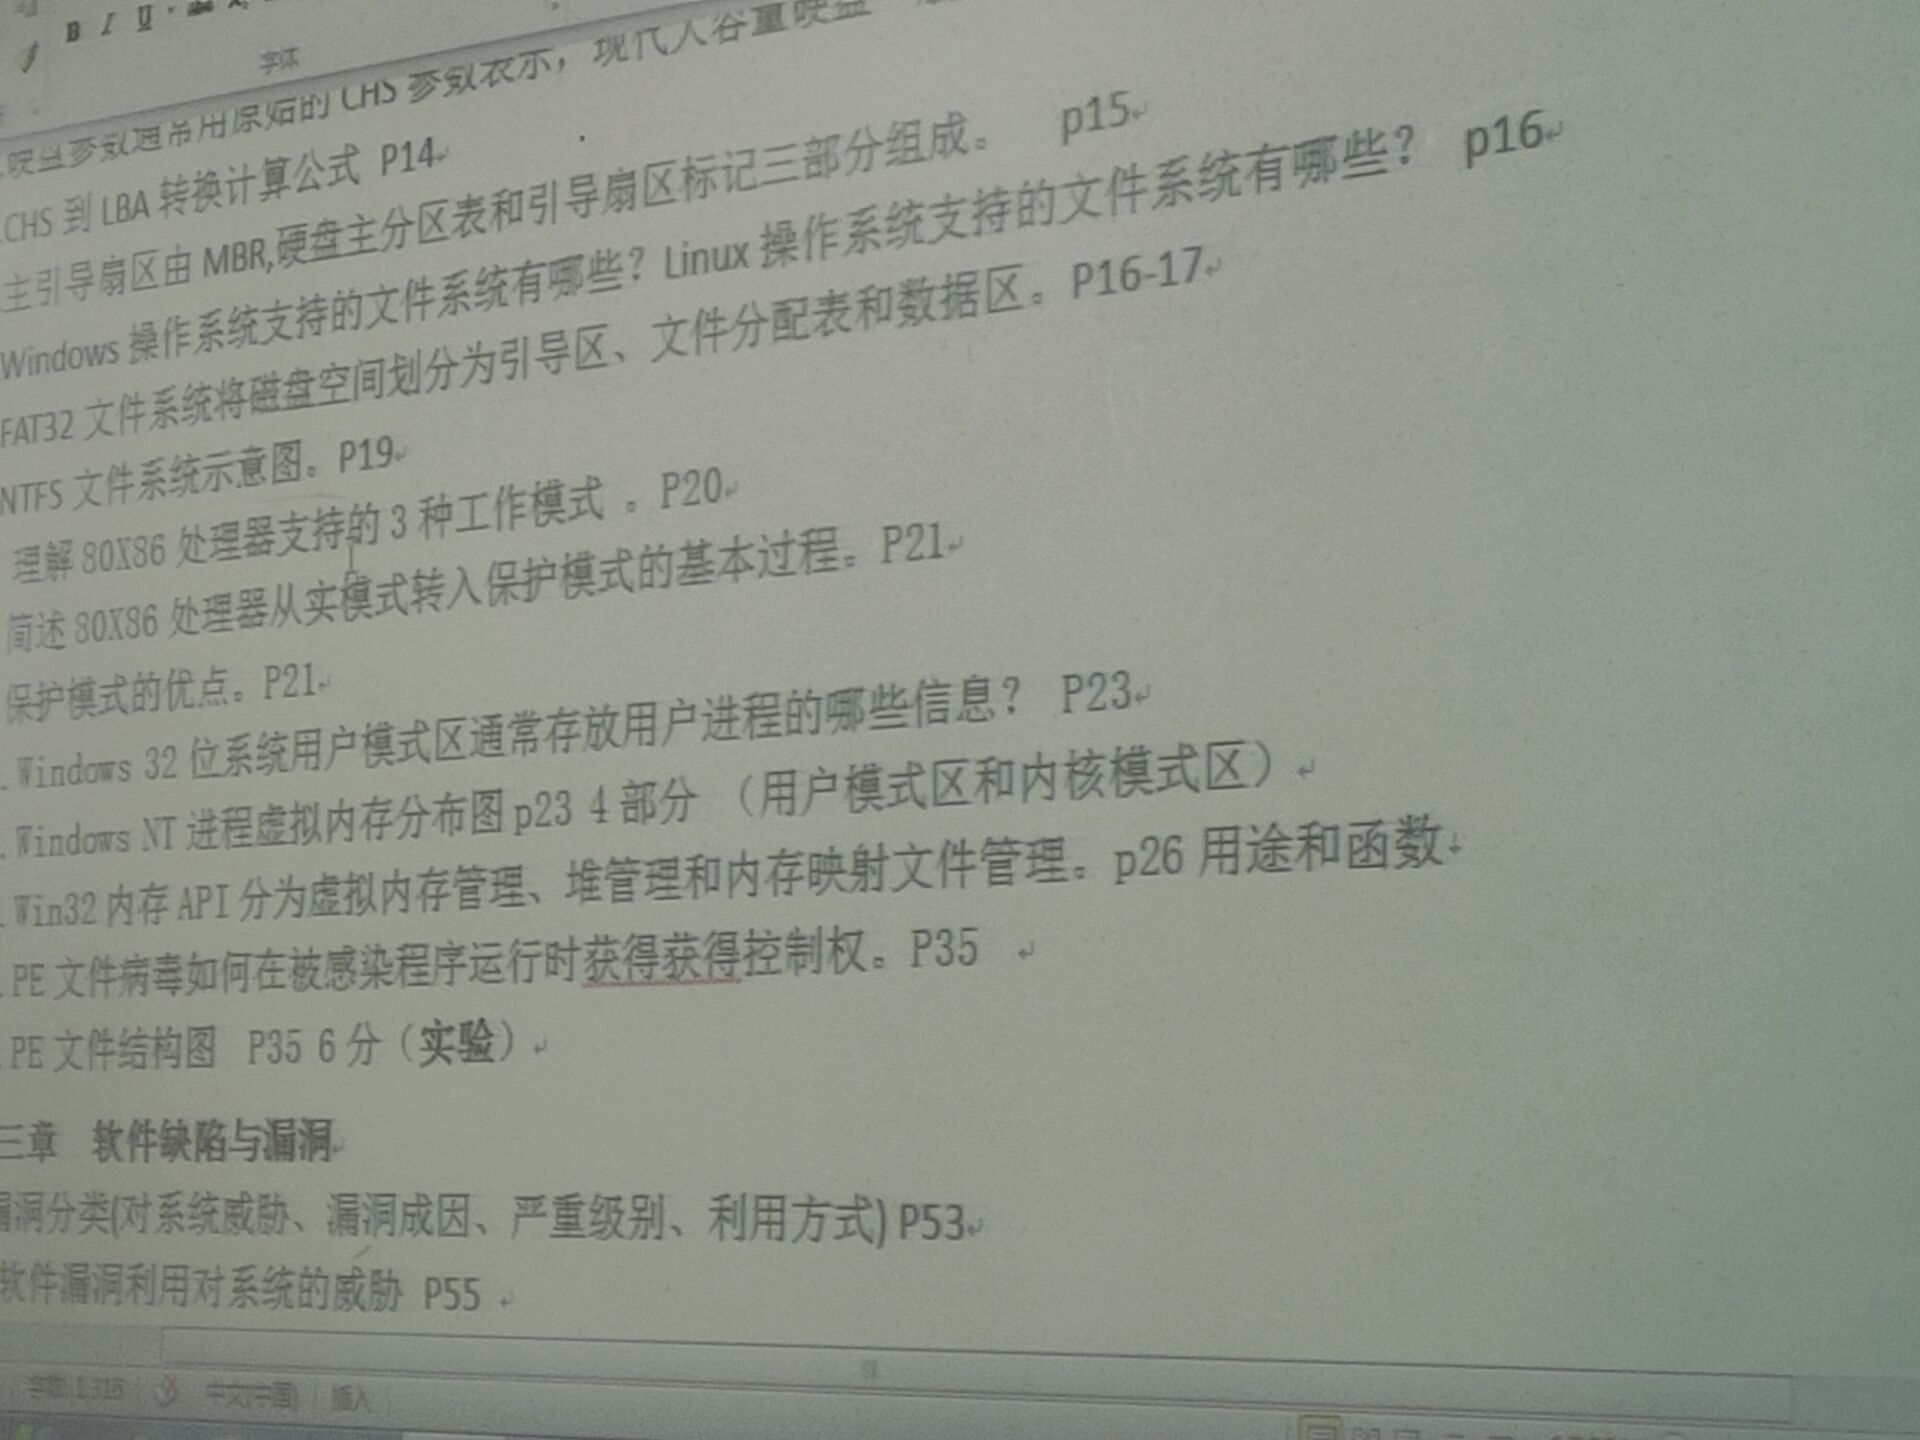 B I U
字体
硬盘参数通常用原始的 CHS 参数表示，现代大容量硬盘
.CHS 到 LBA 转换计算公式 P14
主引导扇区由 MBR,硬盘主分区表和引导扇区标记三部分组成。 p15
Windows 操作系统支持的文件系统有哪些？Linux 操作系统支持的文件系统有哪些？ p16
FAT32 文件系统将磁盘空间划分为引导区、文件分配表和数据区。P16-17
NTFS 文件系统示意图。P19
理解 80X86 处理器支持的 3 种工作模式 。P20
简述 80X86 处理器从实模式转入保护模式的基本过程。P21
保护模式的优点。P21
.Windows 32 位系统用户模式区通常存放用户进程的哪些信息？ P23
.Windows NT 进程虚拟内存分布图 p23 4 部分 （用户模式区和内核模式区）
.Win32 内存 API 分为虚拟内存管理、堆管理和内存映射文件管理。p26 用途和函数
.PE 文件病毒如何在被感染程序运行时获得获得控制权。P35
.PE 文件结构图 P35 6 分（实验）
三章 软件缺陷与漏洞
漏洞分类(对系统威胁、漏洞成因、严重级别、利用方式) P53
软件漏洞利用对系统的威胁 P55
字数: 1,315 中文(中国) 插入